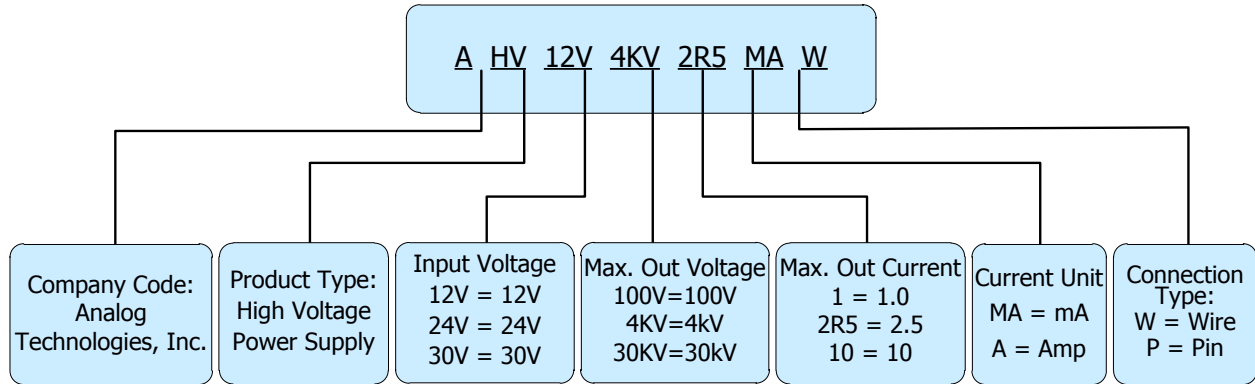 A HV 12V 4KV 2R5 MA W
Company Code:
Analog
Technologies, Inc.
Product Type:
High Voltage
Power Supply
Input Voltage
12V = 12V
24V = 24V
30V = 30V
Max. Out Voltage
100V=100V
4KV=4kV
30KV=30kV
Max. Out Current
1 = 1.0
2R5 = 2.5
10 = 10
Current Unit
MA = mA
A = Amp
Connection
Type:
W = Wire
P = Pin